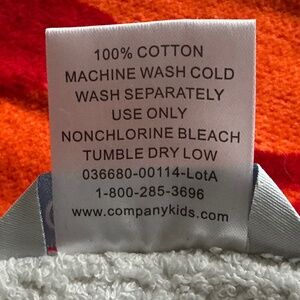 100% COTTON
MACHINE WASH COLD
WASH SEPARATELY
USE ONLY
NONCHLORINE BLEACH
TUMBLE DRY LOW
036680-00114-LotA
1-800-285-3696
www.companykids.com